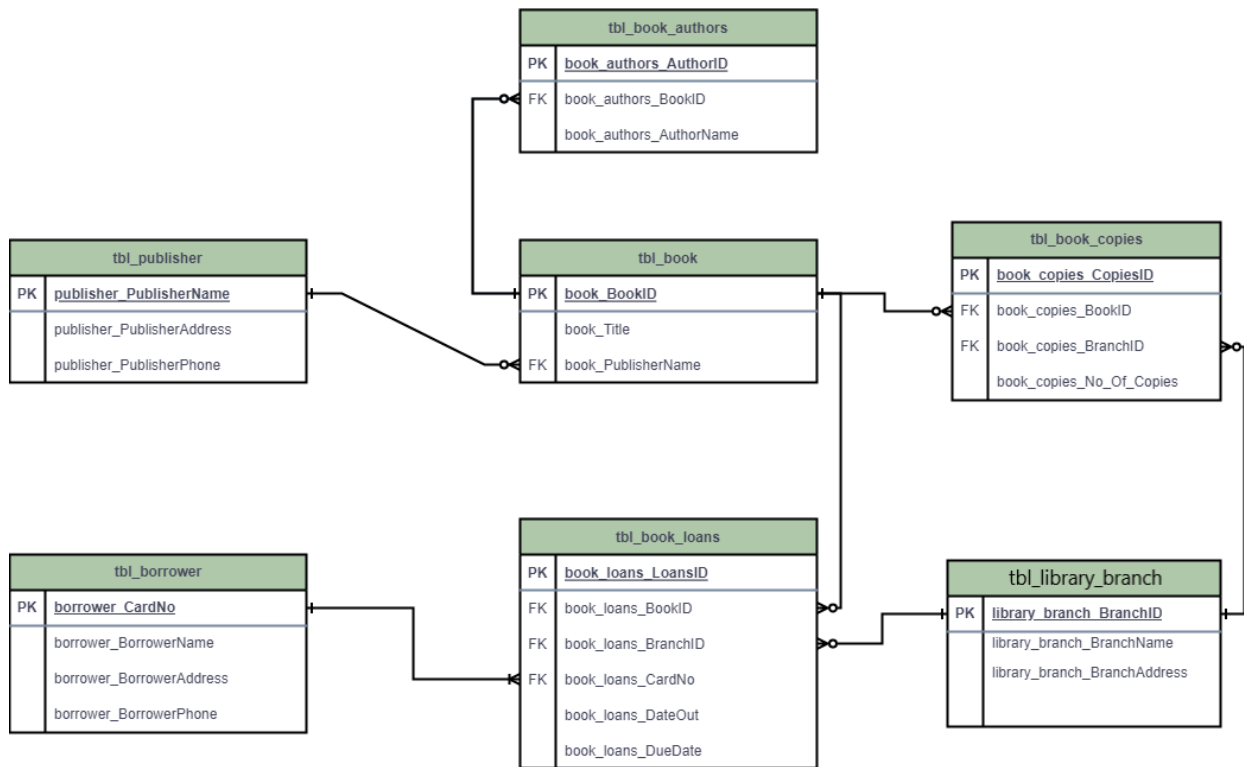 tbl_book_authors
PK book_authors_AuthorID
FK book_authors_BookID
book_authors_AuthorName
tbl_publisher
PK publisher_PublisherName
publisher_PublisherAddress
publisher_PublisherPhone
tbl_book
PK book_BookID
book_Title
FK book_PublisherName
tbl_book_copies
PK book_copies_CopiesID
FK book_copies_BookID
FK book_copies_BranchID
book_copies_No_Of_Copies
tbl_borrower
PK borrower_CardNo
borrower_BorrowerName
borrower_BorrowerAddress
borrower_BorrowerPhone
tbl_book_loans
PK book_loans_LoansID
FK book_loans_BookID
FK book_loans_BranchID
FK book_loans_CardNo
book_loans_DateOut
book_loans_DueDate
tbl_library_branch
PK library_branch_BranchID
library_branch_BranchName
library_branch_BranchAddress